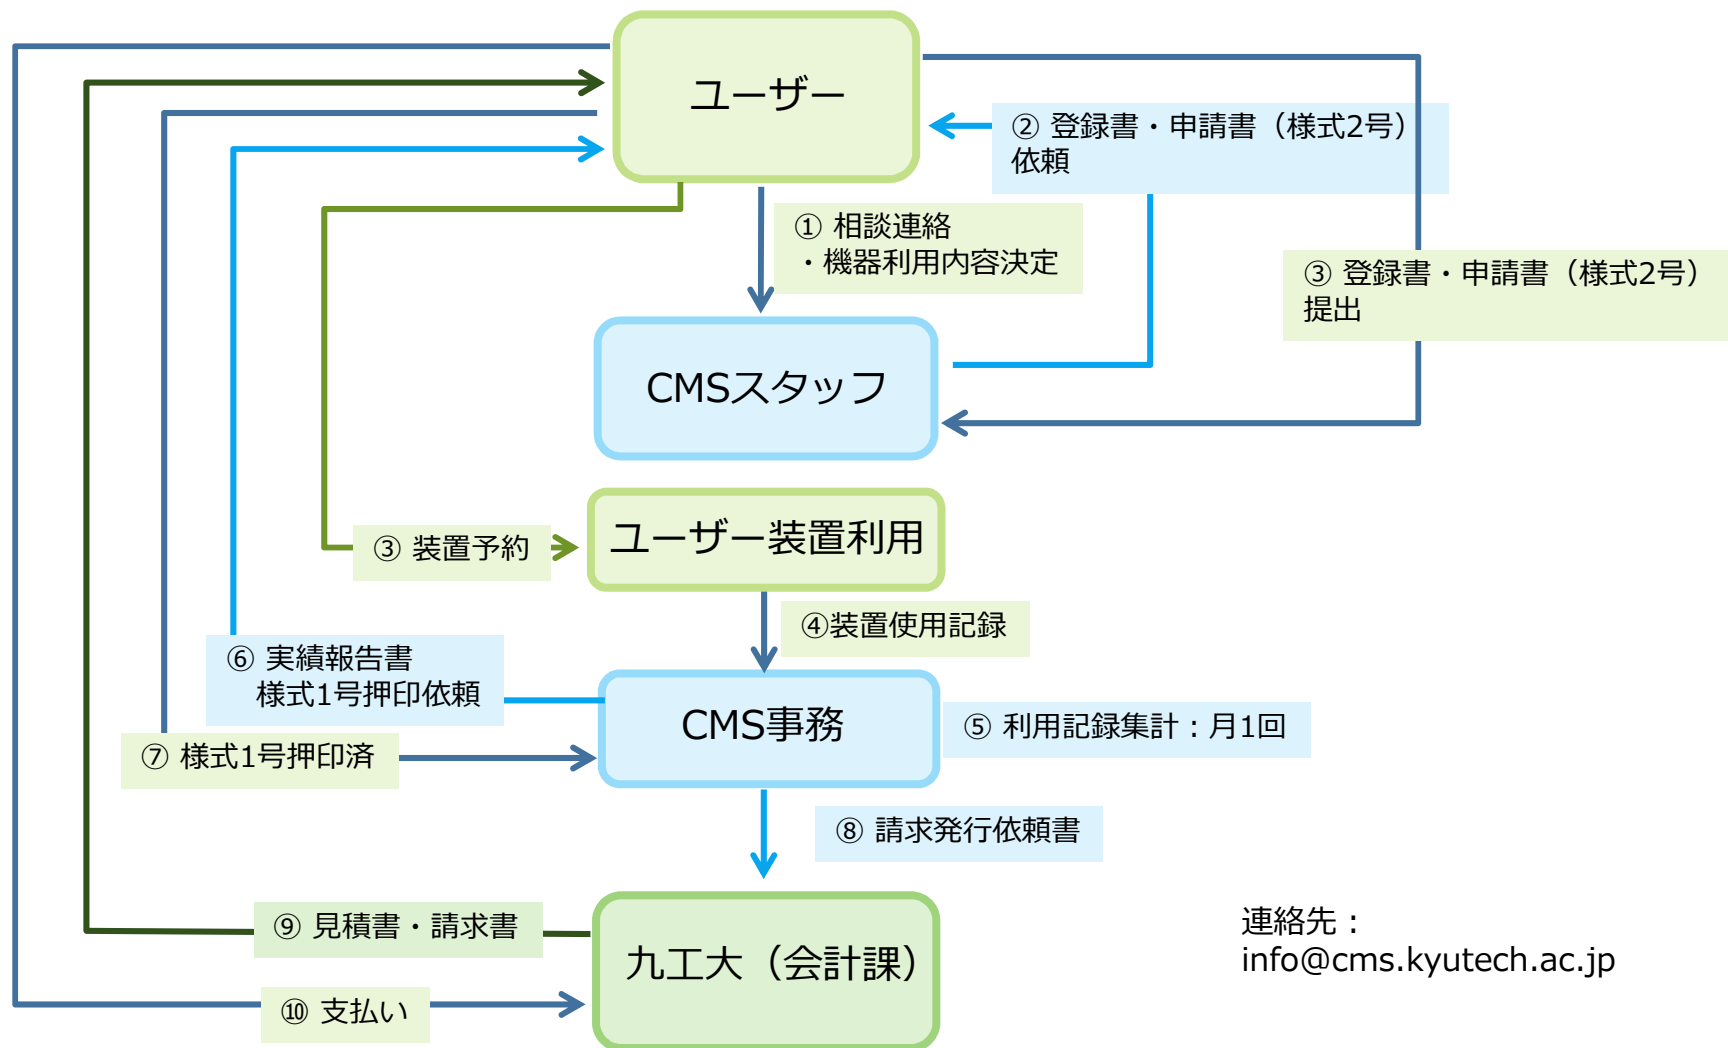 ユーザー
② 登録書・申請書（様式2号）
依頼
① 相談連絡
・機器利用内容決定
③ 登録書・申請書（様式2号）
提出
CMSスタッフ
③ 装置予約
ユーザー装置利用
④装置使用記録
⑥ 実績報告書
様式1号押印依頼
CMS事務
⑤ 利用記録集計：月1回
⑦ 様式1号押印済
⑧ 請求発行依頼書
⑨ 見積書・請求書
九工大（会計課）
連絡先：
info@cms.kyutech.ac.jp
⑩ 支払い